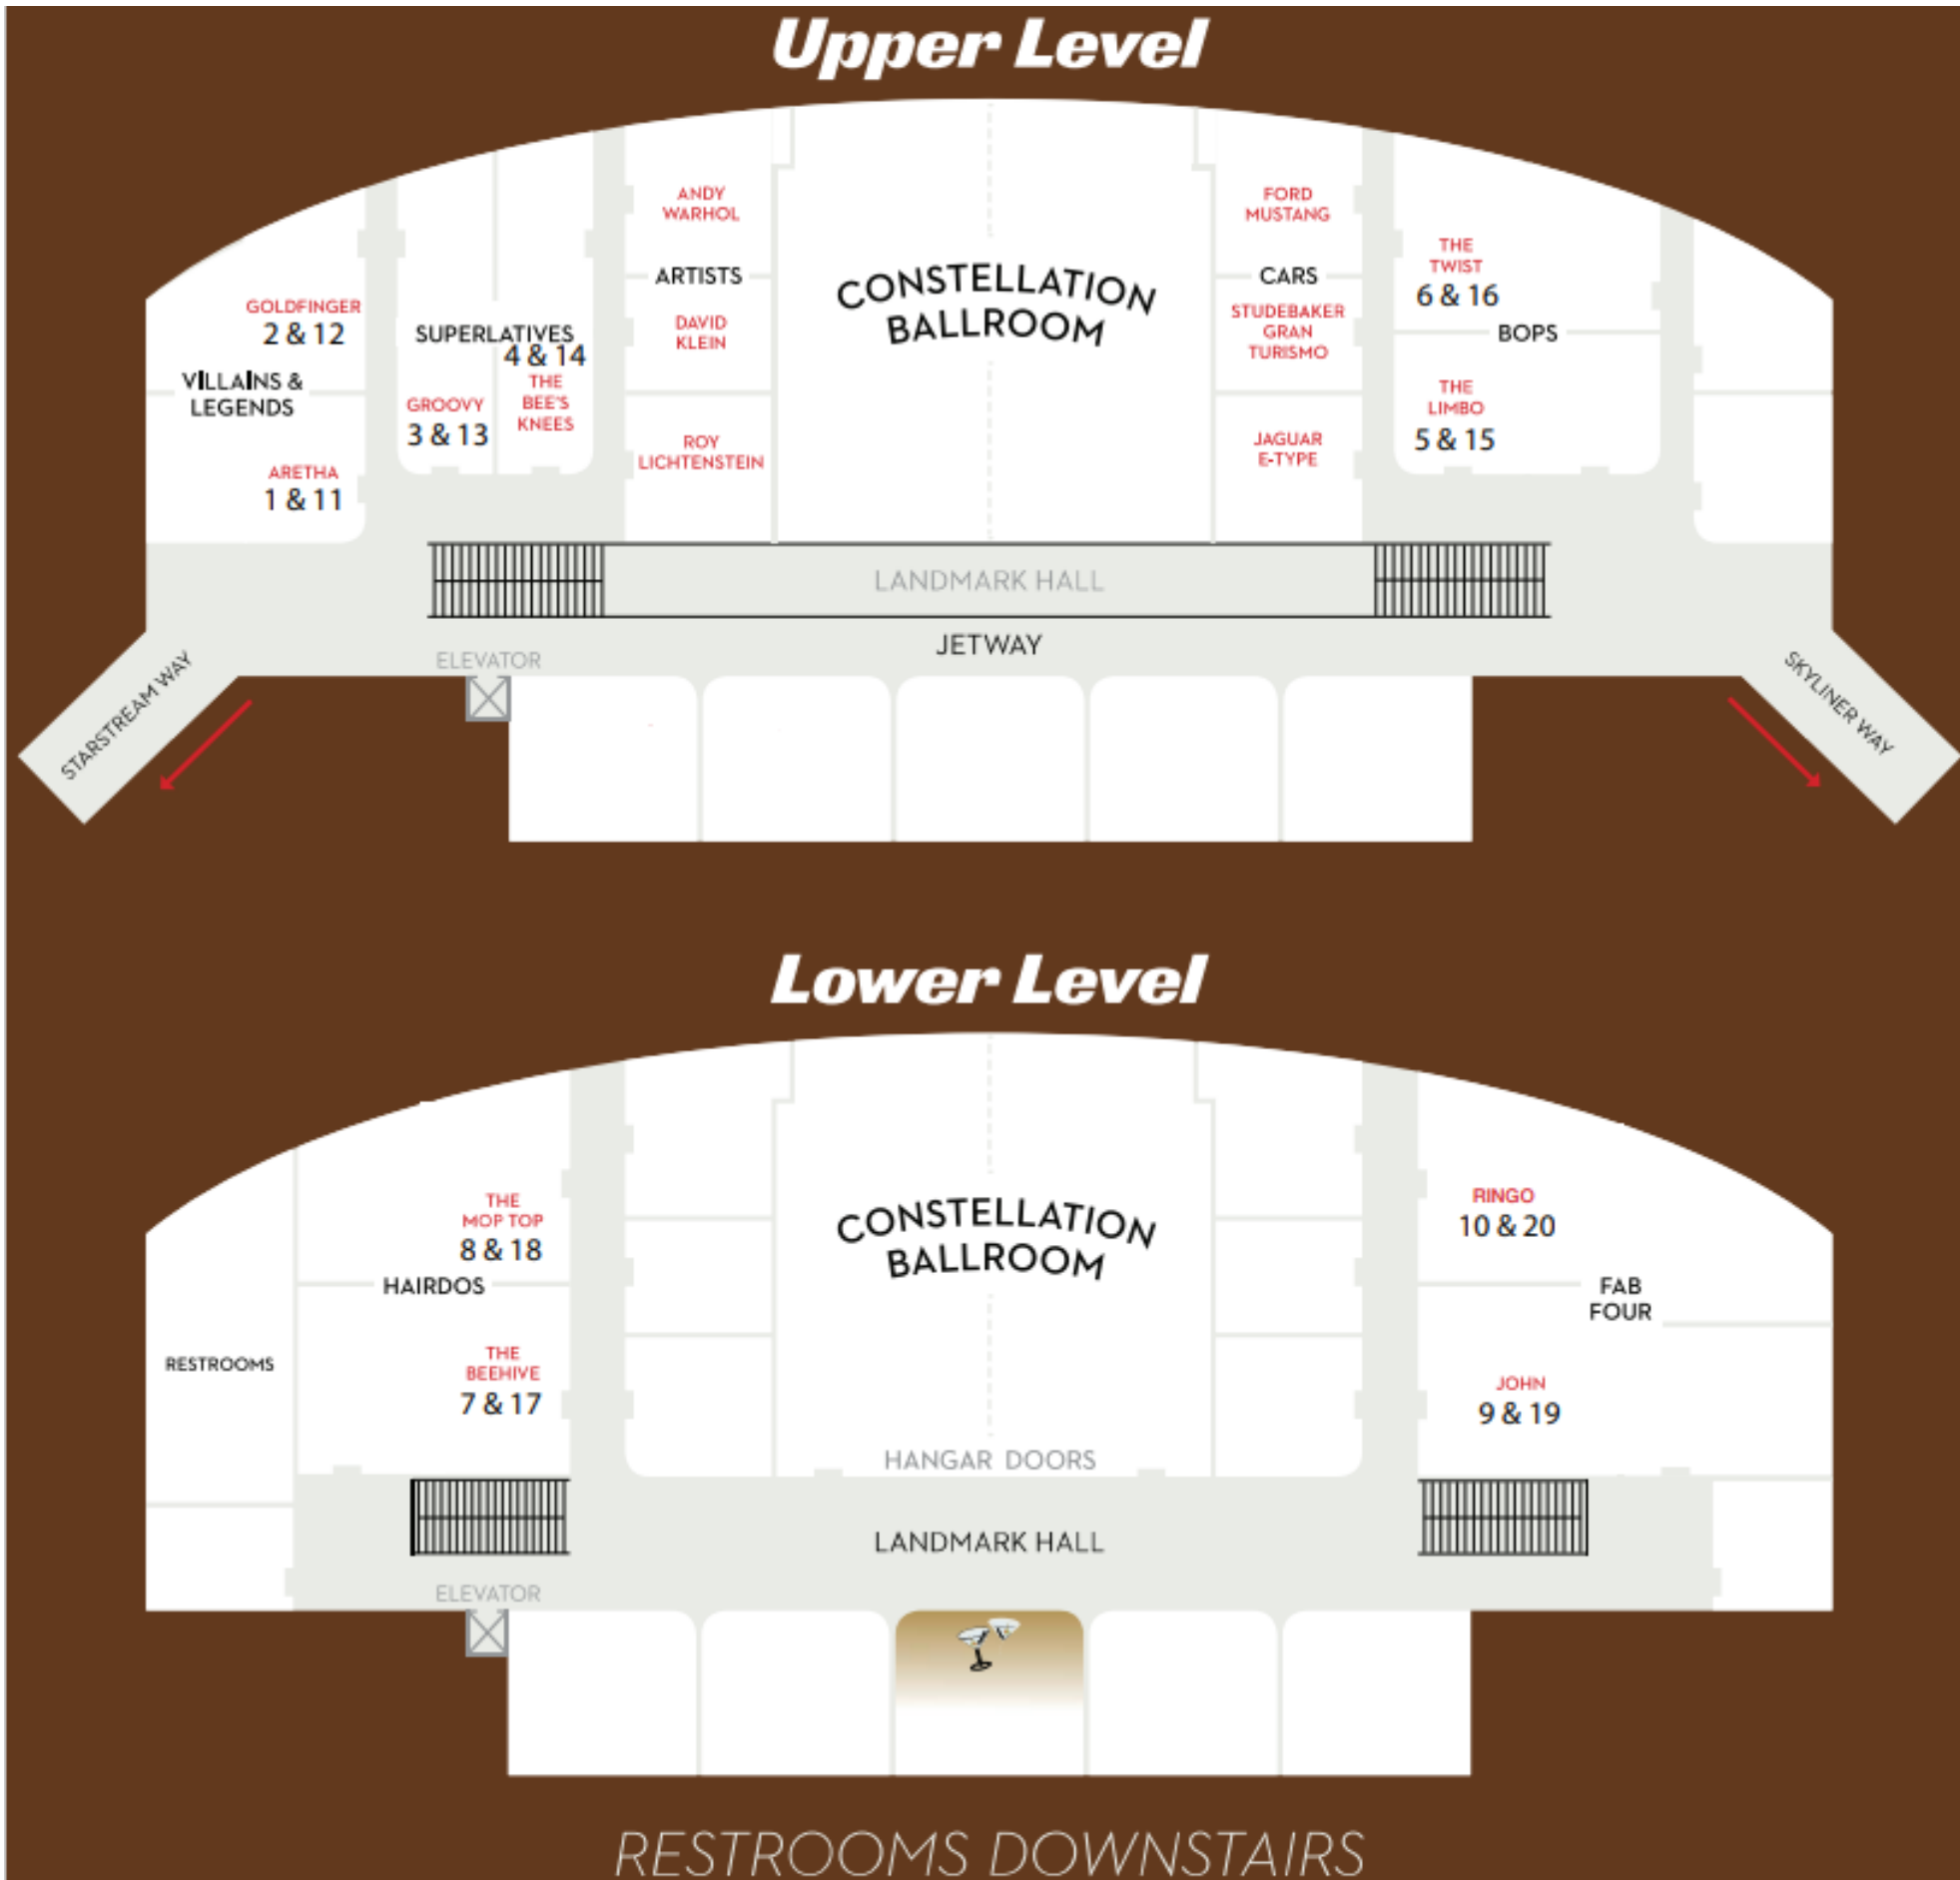 Upper Level
ANDY
WARHOL
ARTISTS
DAVID
KLEIN
ROY
LICHTENSTEIN
CONSTELLATION
BALLROOM
FORD
MUSTANG
CARS
STUDEBAKER
GRAN
TURISMO
JAGUAR
E-TYPE
THE
TWIST
6 & 16
BOPS
THE
LIMBO
5 & 15
GOLDFINGER
2 & 12
VILLAINS &
LEGENDS
ARETHA
1 & 11
SUPERLATIVES
4 & 14
THE
BEE'S
KNEES
GROOVY
3 & 13
LANDMARK HALL
JETWAY
ELEVATOR
STARSTREAM WAY
SKYLINER WAY
Lower Level
THE
MOP TOP
8 & 18
HAIRDOS
THE
BEEHIVE
7 & 17
RESTROOMS
CONSTELLATION
BALLROOM
HANGAR DOORS
RINGO
10 & 20
FAB
FOUR
JOHN
9 & 19
LANDMARK HALL
ELEVATOR
RESTROOMS DOWNSTAIRS